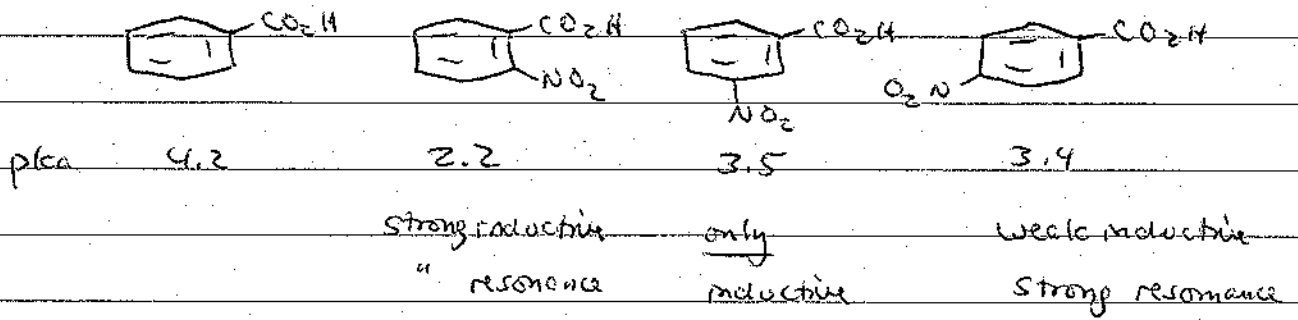 CO2H CO2H CO2H CO2H
NO2 NO2 O2N
pka 4.2 2.2 3.5 3.4
strong inductive only weak inductive
" resonance inductive strong resonance